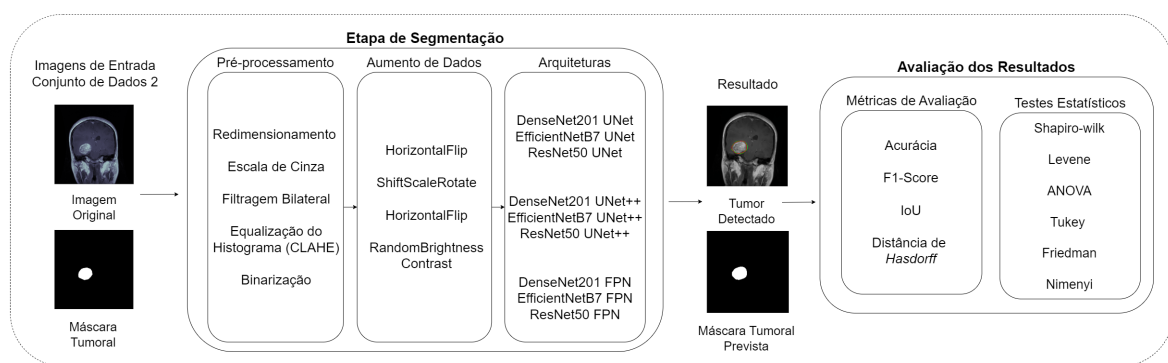 Imagens de Entrada
Conjunto de Dados 2
Imagem
Original
Máscara
Tumoral
Etapa de Segmentação
Pré-processamento
Redimensionamento
Escala de Cinza
Filtragem Bilateral
Equalização do
Histograma (CLAHE)
Binarização
Aumento de Dados
HorizontalFlip
ShiftScaleRotate
HorizontalFlip
RandomBrightness
Contrast
Arquiteturas
DenseNet201 UNet
EfficientNetB7 UNet
ResNet50 UNet
DenseNet201 UNet++
EfficientNetB7 UNet++
ResNet50 UNet++
DenseNet201 FPN
EfficientNetB7 FPN
ResNet50 FPN
Resultado
Tumor
Detectado
Máscara Tumoral
Prevista
Avaliação dos Resultados
Métricas de Avaliação
Acurácia
F1-Score
IoU
Distância de
Hasdorff
Testes Estatísticos
Shapiro-wilk
Levene
ANOVA
Tukey
Friedman
Nimenyi